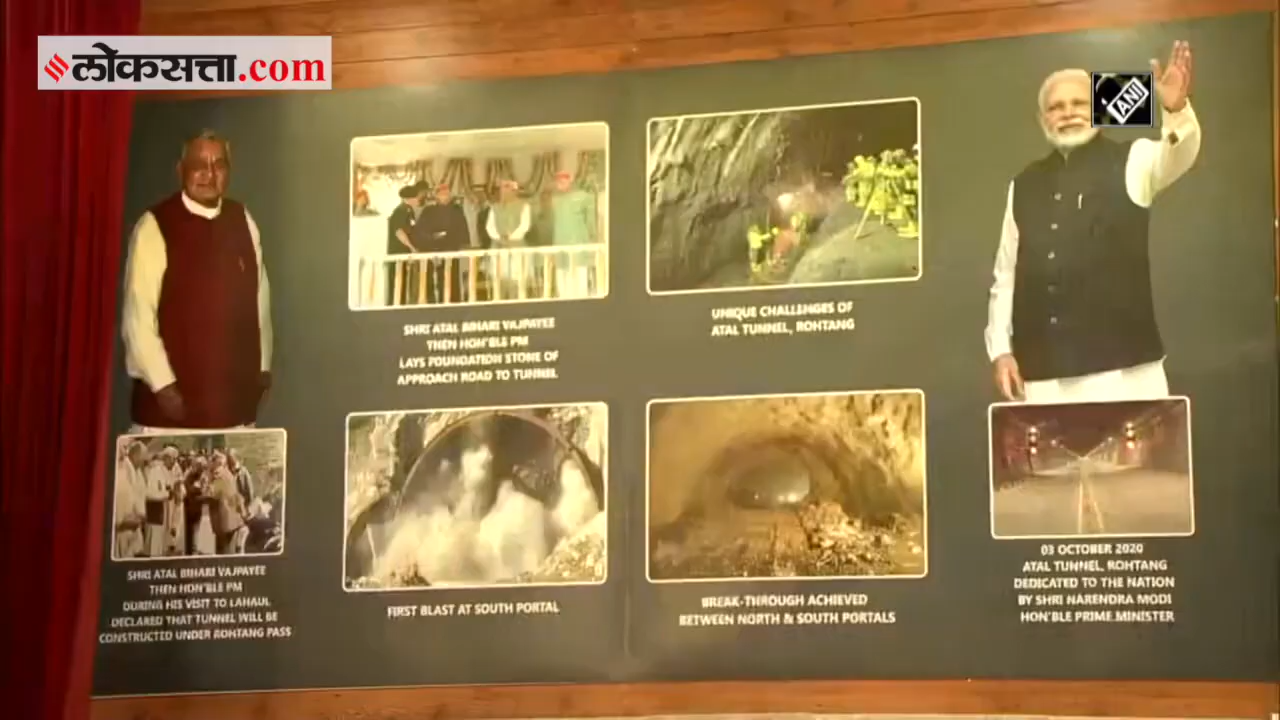 लोकसत्ता.com
ANI
SHRI ATAL BIHARI VAJPAYEE
THEN HON'BLE PM
LAYS FOUNDATION STONE OF
APPROACH ROAD TO TUNNEL
UNIQUE CHALLENGES OF
ATAL TUNNEL, ROHTANG
SHRI ATAL BIHARI VAJPAYEE
THEN HON'BLE PM
DURING HIS VISIT TO LAHAUL
DECLARED THAT TUNNEL WILL BE
CONSTRUCTED UNDER ROHTANG PASS
FIRST BLAST AT SOUTH PORTAL
BREAK-THROUGH ACHIEVED
BETWEEN NORTH & SOUTH PORTALS
03 OCTOBER 2020
ATAL TUNNEL, ROHTANG
DEDICATED TO THE NATION
BY SHRI NARENDRA MODI
HON'BLE PRIME MINISTER